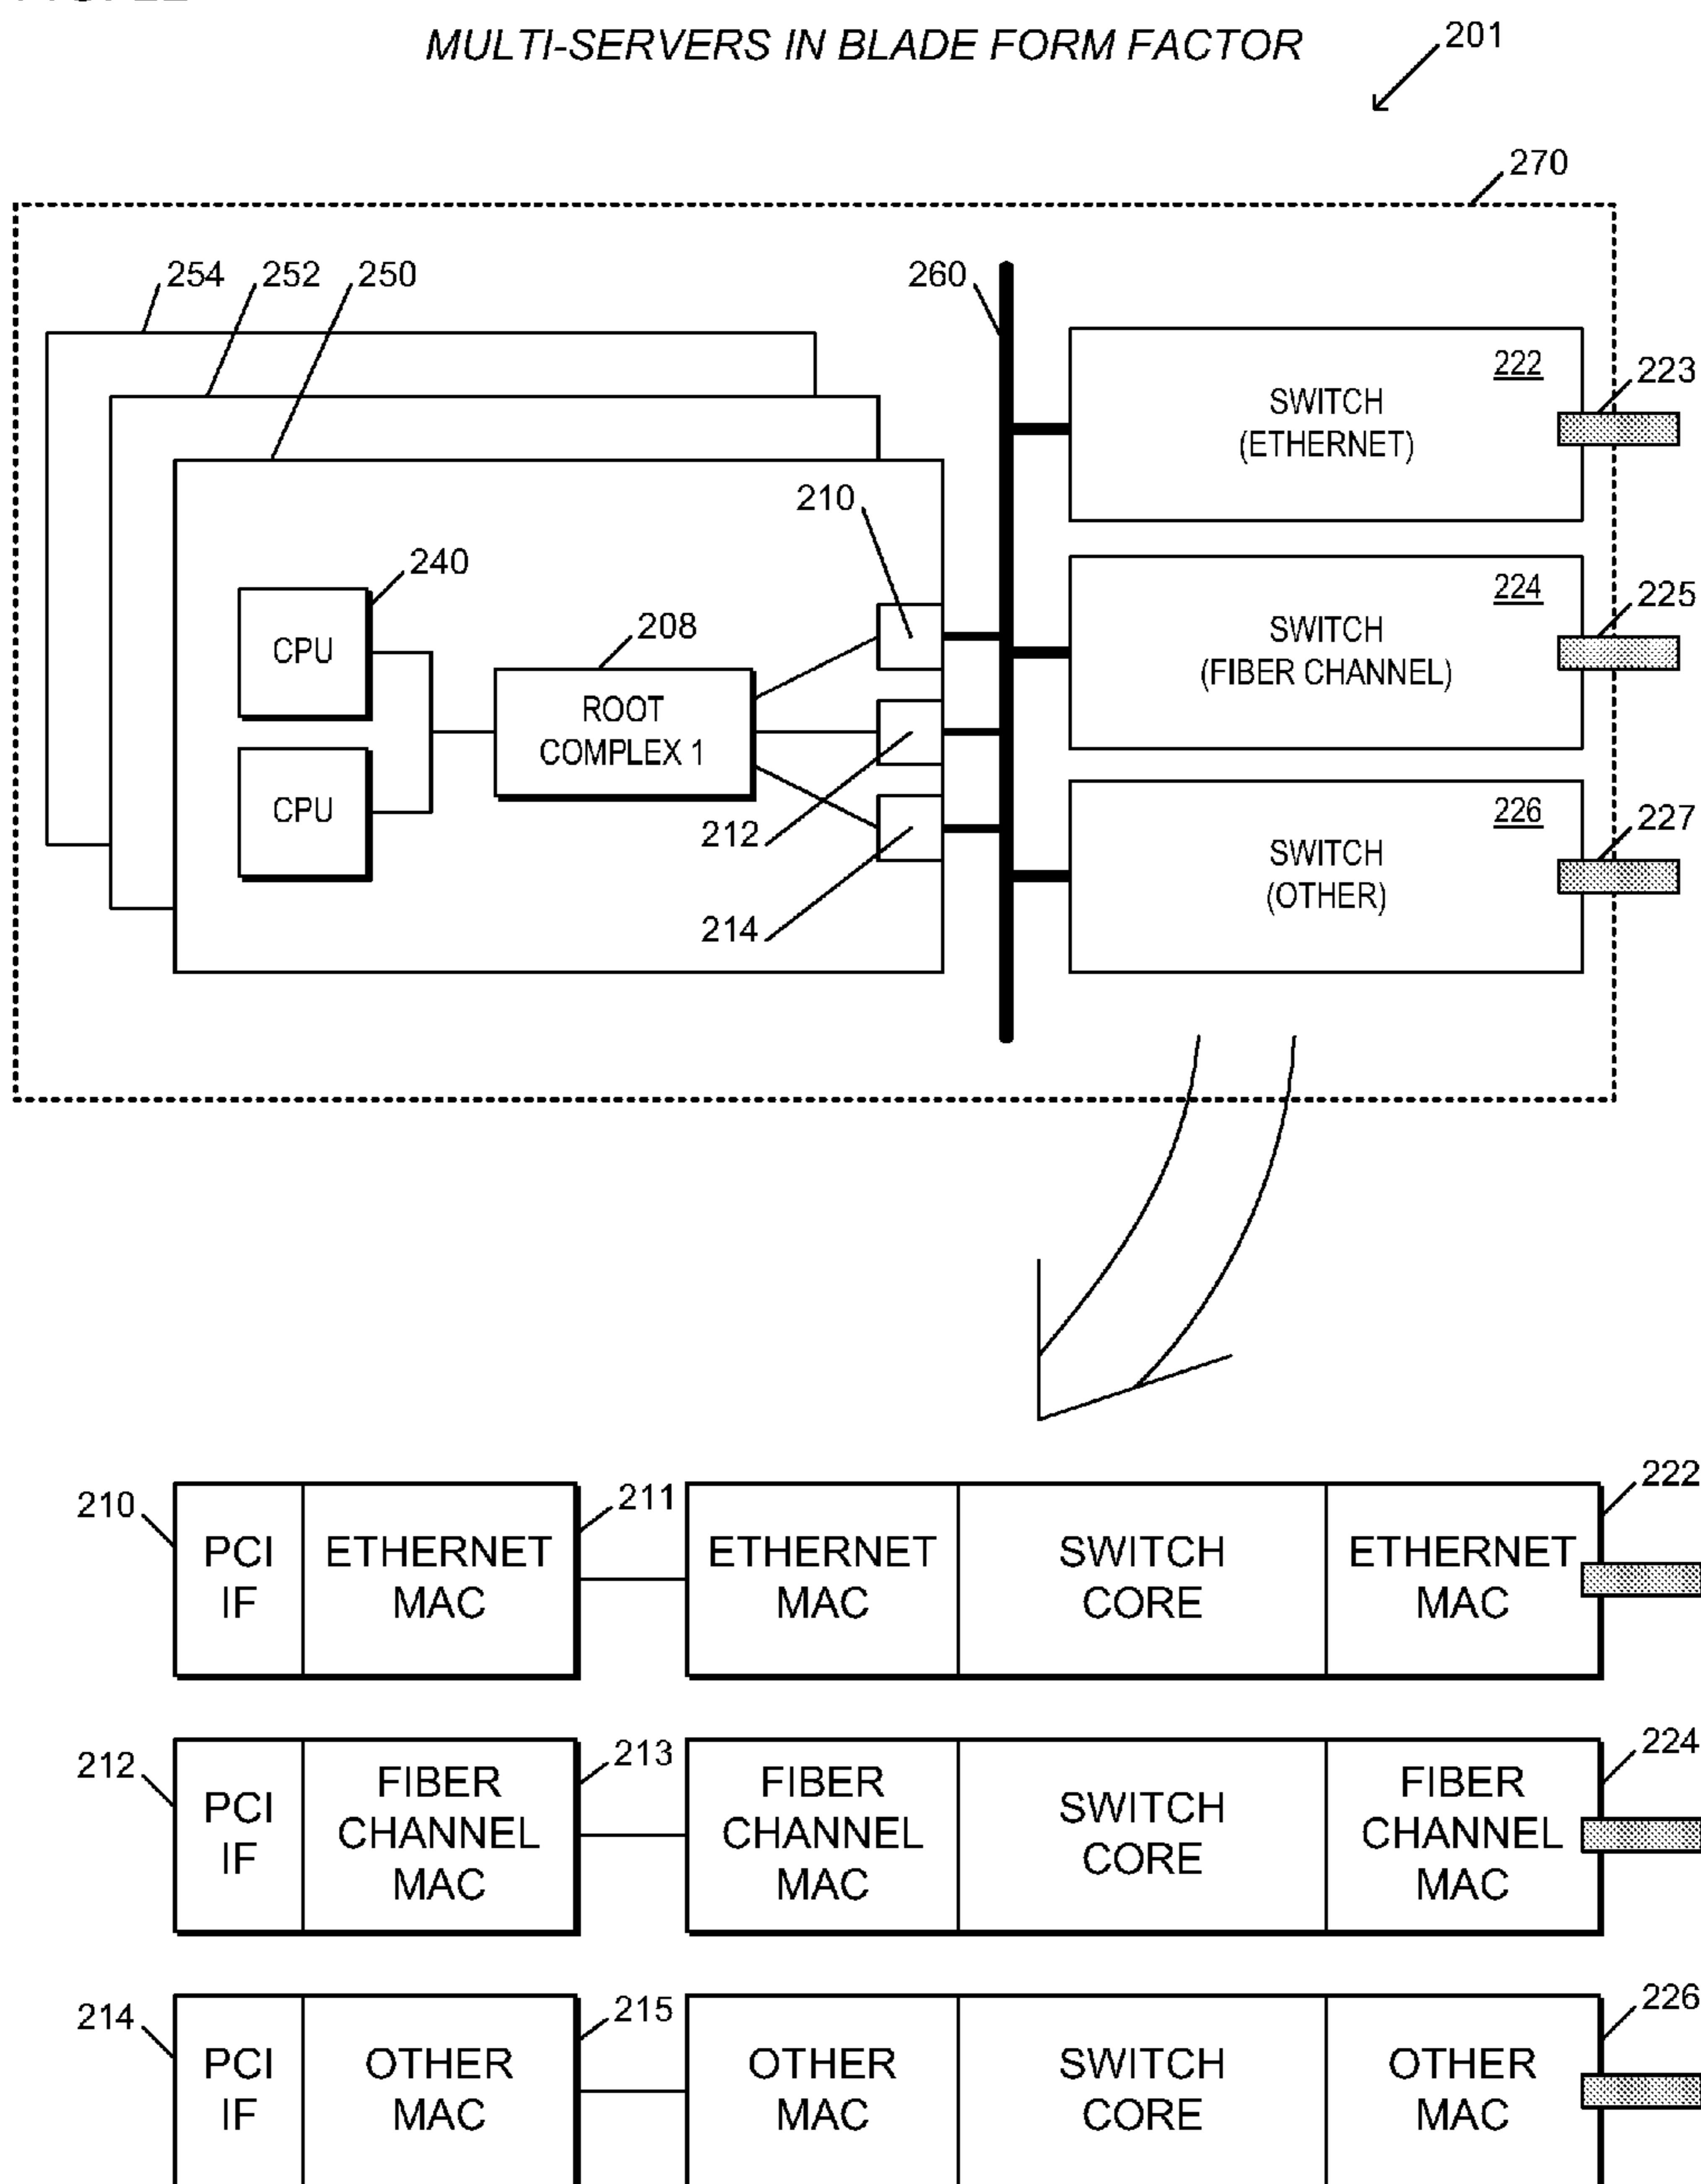 MULTI-SERVERS IN BLADE FORM FACTOR
201
270
254
252
250
260
222
SWITCH
(ETHERNET)
223
210
240
CPU
208
ROOT
COMPLEX 1
CPU
212
214
224
SWITCH
(FIBER CHANNEL)
225
226
SWITCH
(OTHER)
227
210
PCI
IF
ETHERNET
MAC
211
ETHERNET
MAC
SWITCH
CORE
ETHERNET
MAC
222
212
PCI
IF
FIBER
CHANNEL
MAC
213
FIBER
CHANNEL
MAC
SWITCH
CORE
FIBER
CHANNEL
MAC
224
214
PCI
IF
OTHER
MAC
215
OTHER
MAC
SWITCH
CORE
OTHER
MAC
226